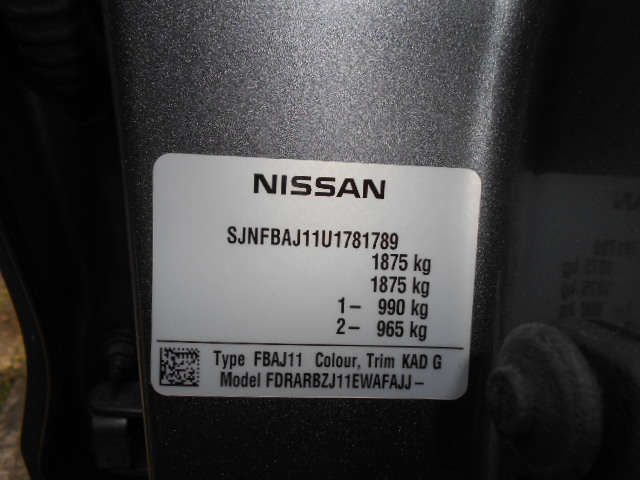 NISSAN
SJNFBAJ11U1781789
1875 kg
1875 kg
1– 990 kg
2– 965 kg
Type FBAJ11 Colour, Trim KAD G
Model FDRARBZJ11EWAFAJJ–